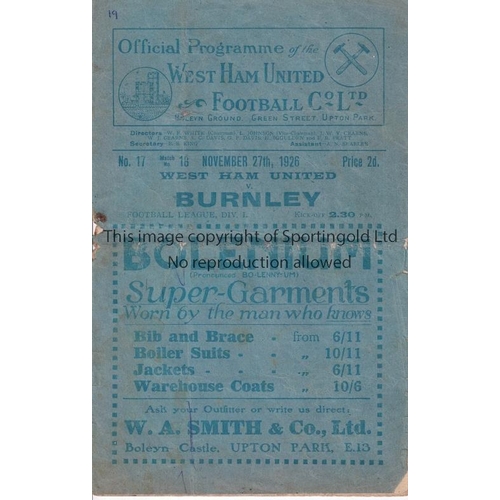 19
Official Programme of the
WEST HAM UNITED
FOOTBALL Co. LTD
BOLEYN GROUND, GREEN STREET, UPTON PARK.
Directors
Secretary
Assistant
No. 17 Match No. 18 NOVEMBER 27th, 1926 Price 2d.
WEST HAM UNITED
v.
BURNLEY
FOOTBALL LEAGUE, DIV. I. KICK-OFF 2.30 P.M.
This image copyright of Sportingold Ltd
No reproduction allowed
(Pronounced BO-LENNY-UM)
Super-Garments
Worn by the man who knows
Bib and Brace - from 6/11
Boiler Suits - - „ 10/11
Jackets - - - „ 6/11
Warehouse Coats „ 10/6
Ask your Outfitter or write us direct:
W. A. SMITH & Co., Ltd.
Boleyn Castle, UPTON PARK, E.13